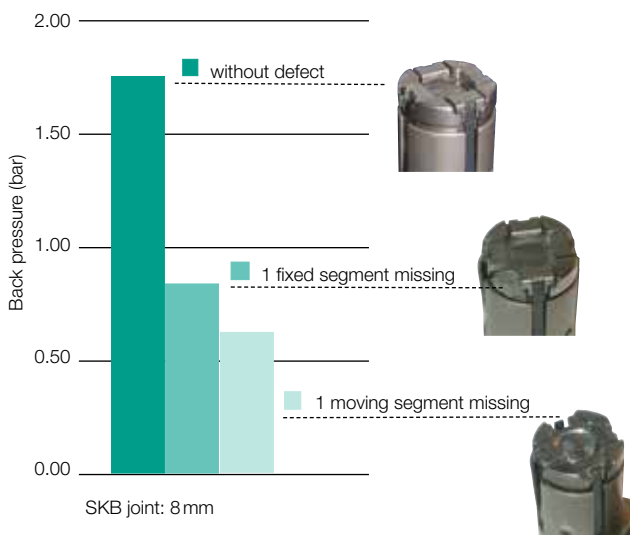 2.00
without defect
1.50
Back pressure (bar)
1.00
1 fixed segment missing
0.50
1 moving segment missing
0.00
SKB joint: 8 mm